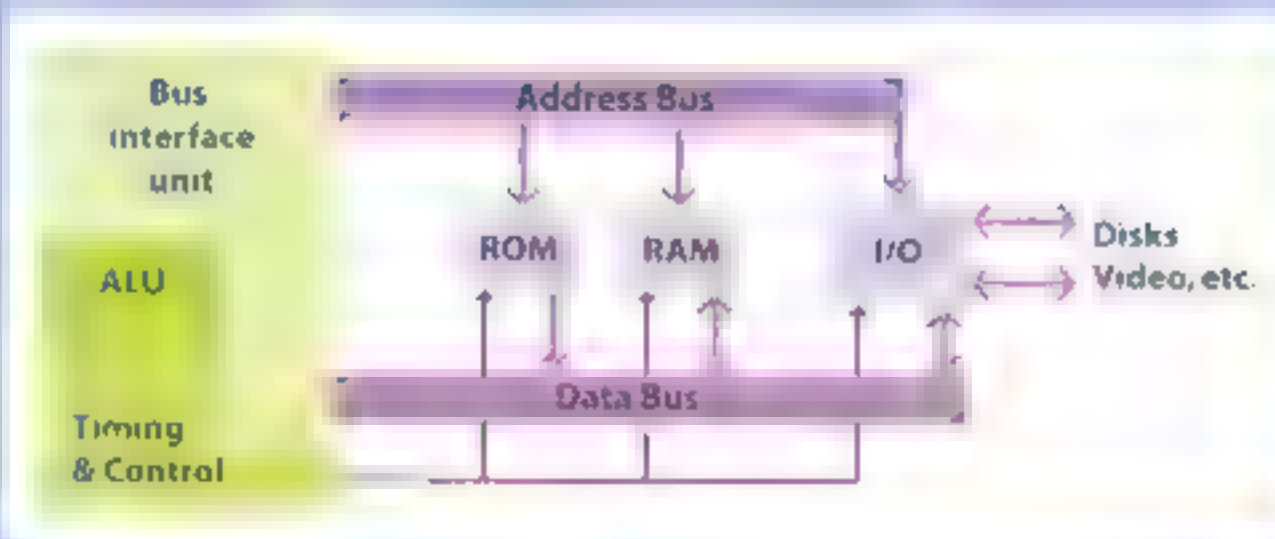 Bus
interface
unit
Address Bus
ALU
ROM
RAM
I/O
Disks
Video, etc.
Data Bus
Timing
& Control